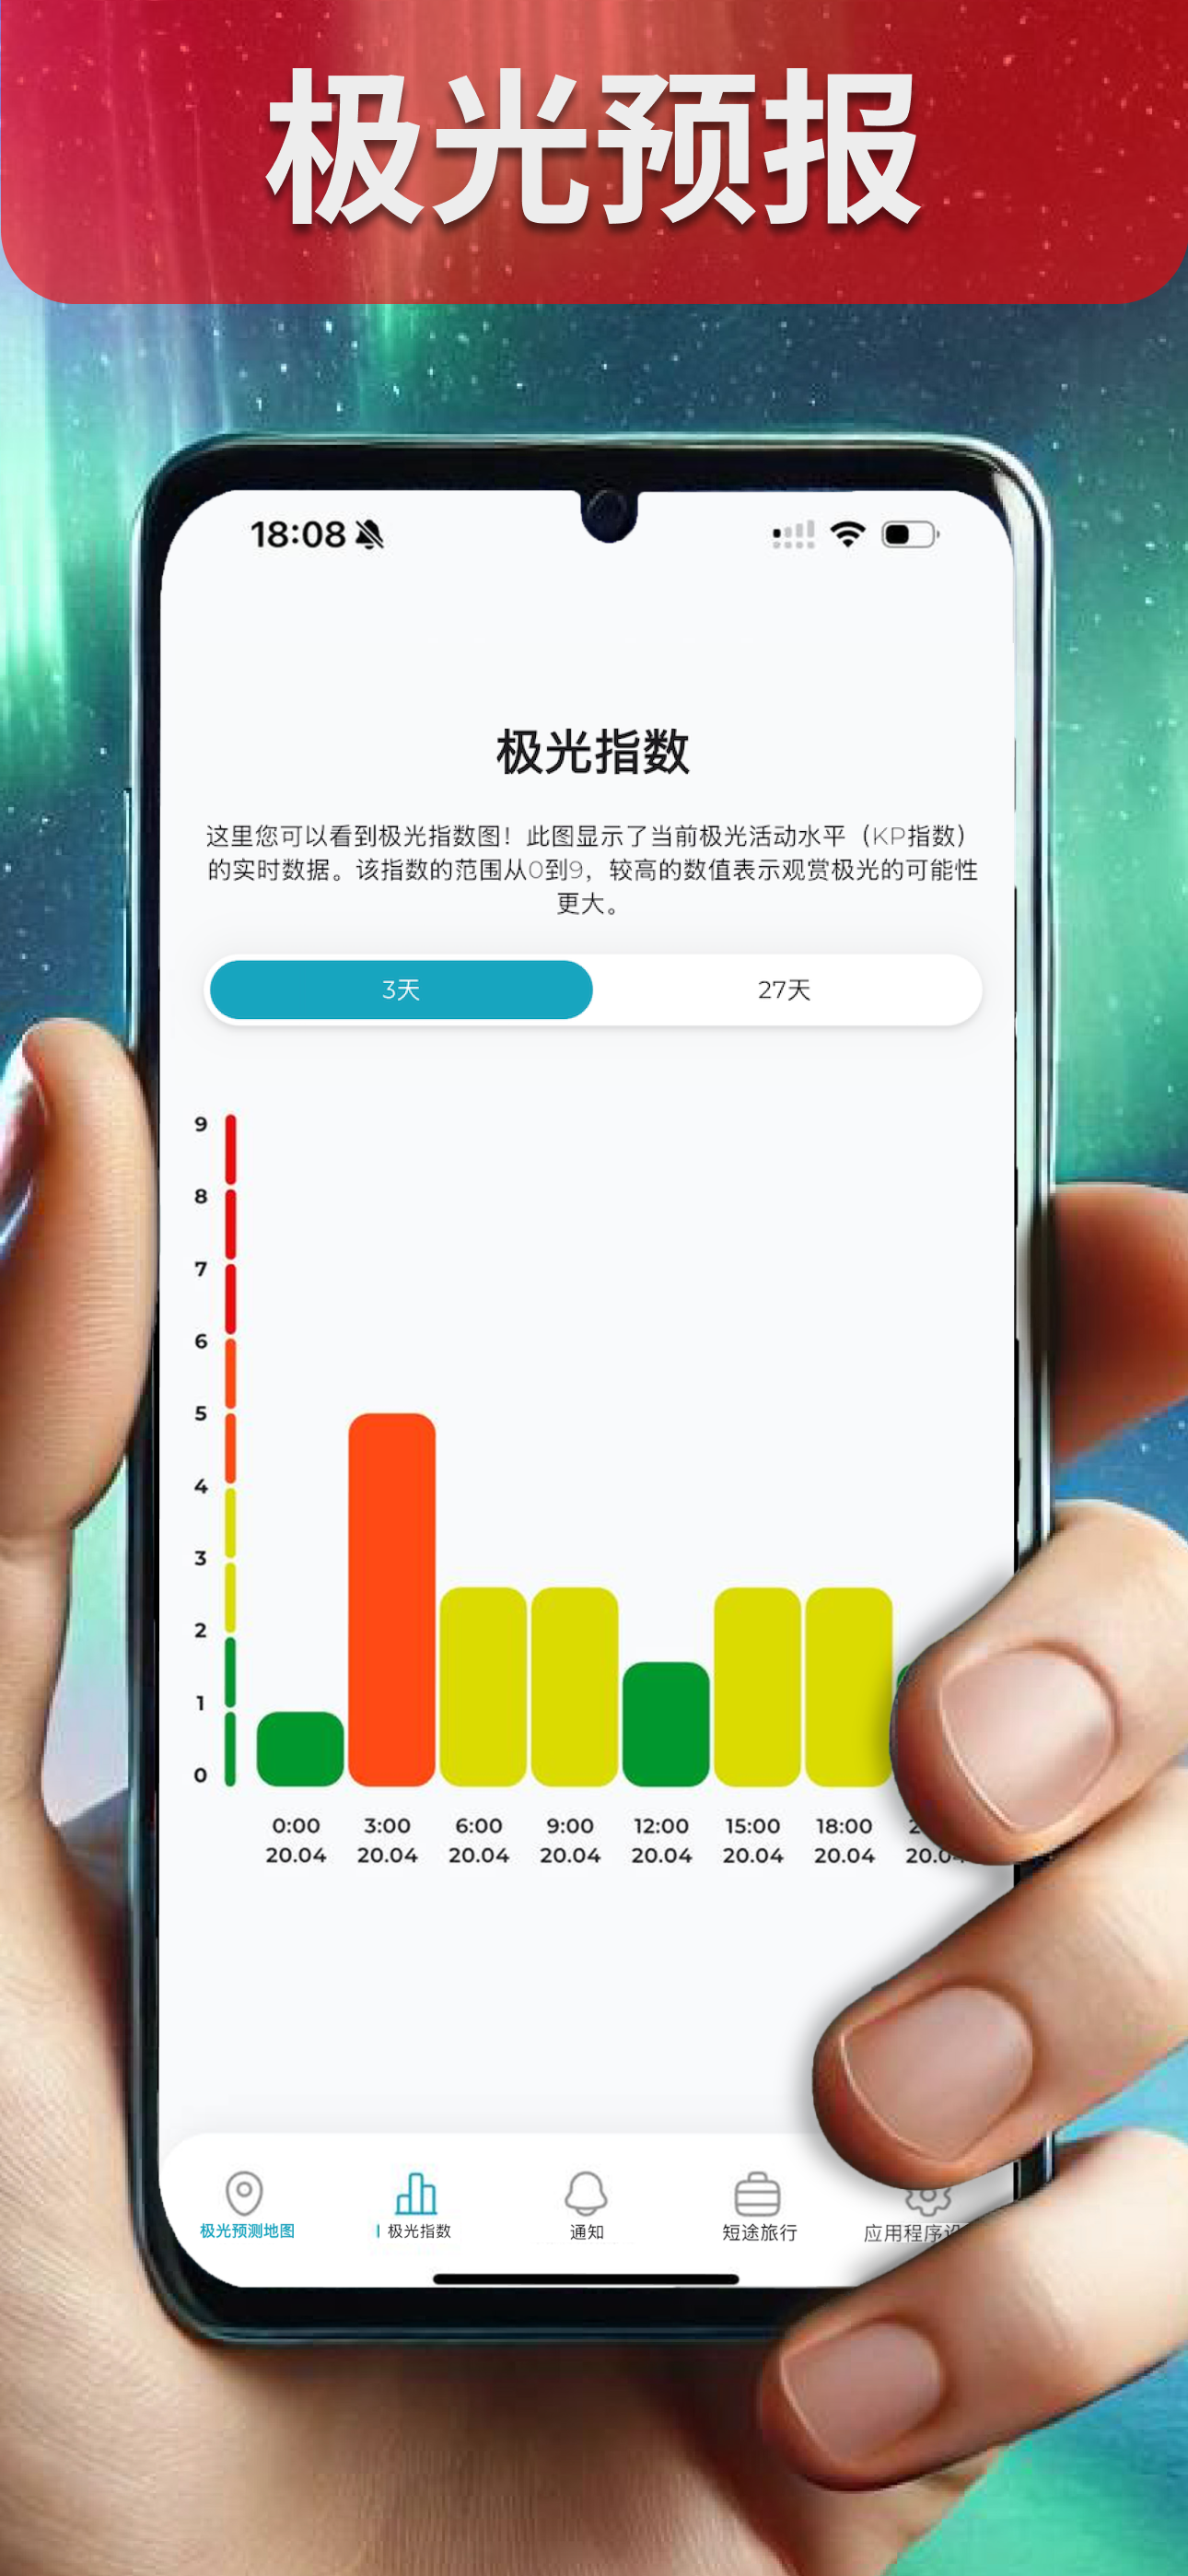 极光预报
18:08
极光指数
这里您可以看到极光指数图！此图显示了当前极光活动水平（KP指数）
的实时数据。该指数的范围从0到9，较高的数值表示观赏极光的可能性
更大。
3天 27天
9
8
7
6
5
4
3
2
1
0
0:00 3:00 6:00 9:00 12:00 15:00 18:00
20.04 20.04 20.04 20.04 20.04 20.04 20.04 20.04
极光预测地图 极光指数 通知 短途旅行 应用程序设